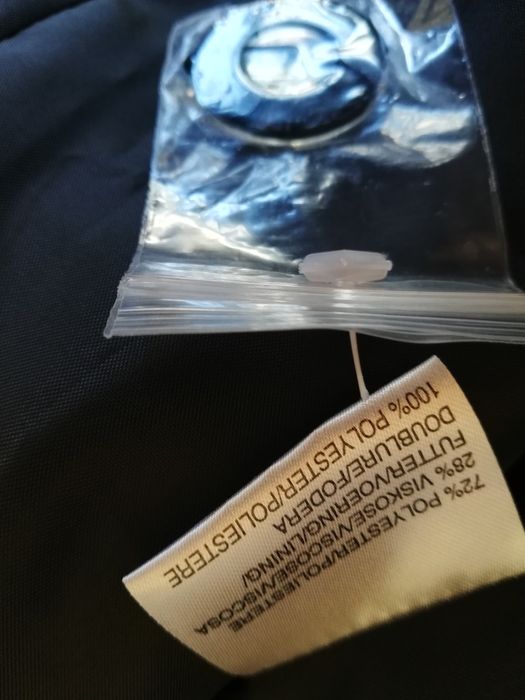 72% POLYESTER/POLIESTERE
28% VISKOSE/VISCOSE/VISCOSA
FUTTER/VOERING/LINING/
DOUBLURE/FODERA
100% POLYESTER/POLIESTERE